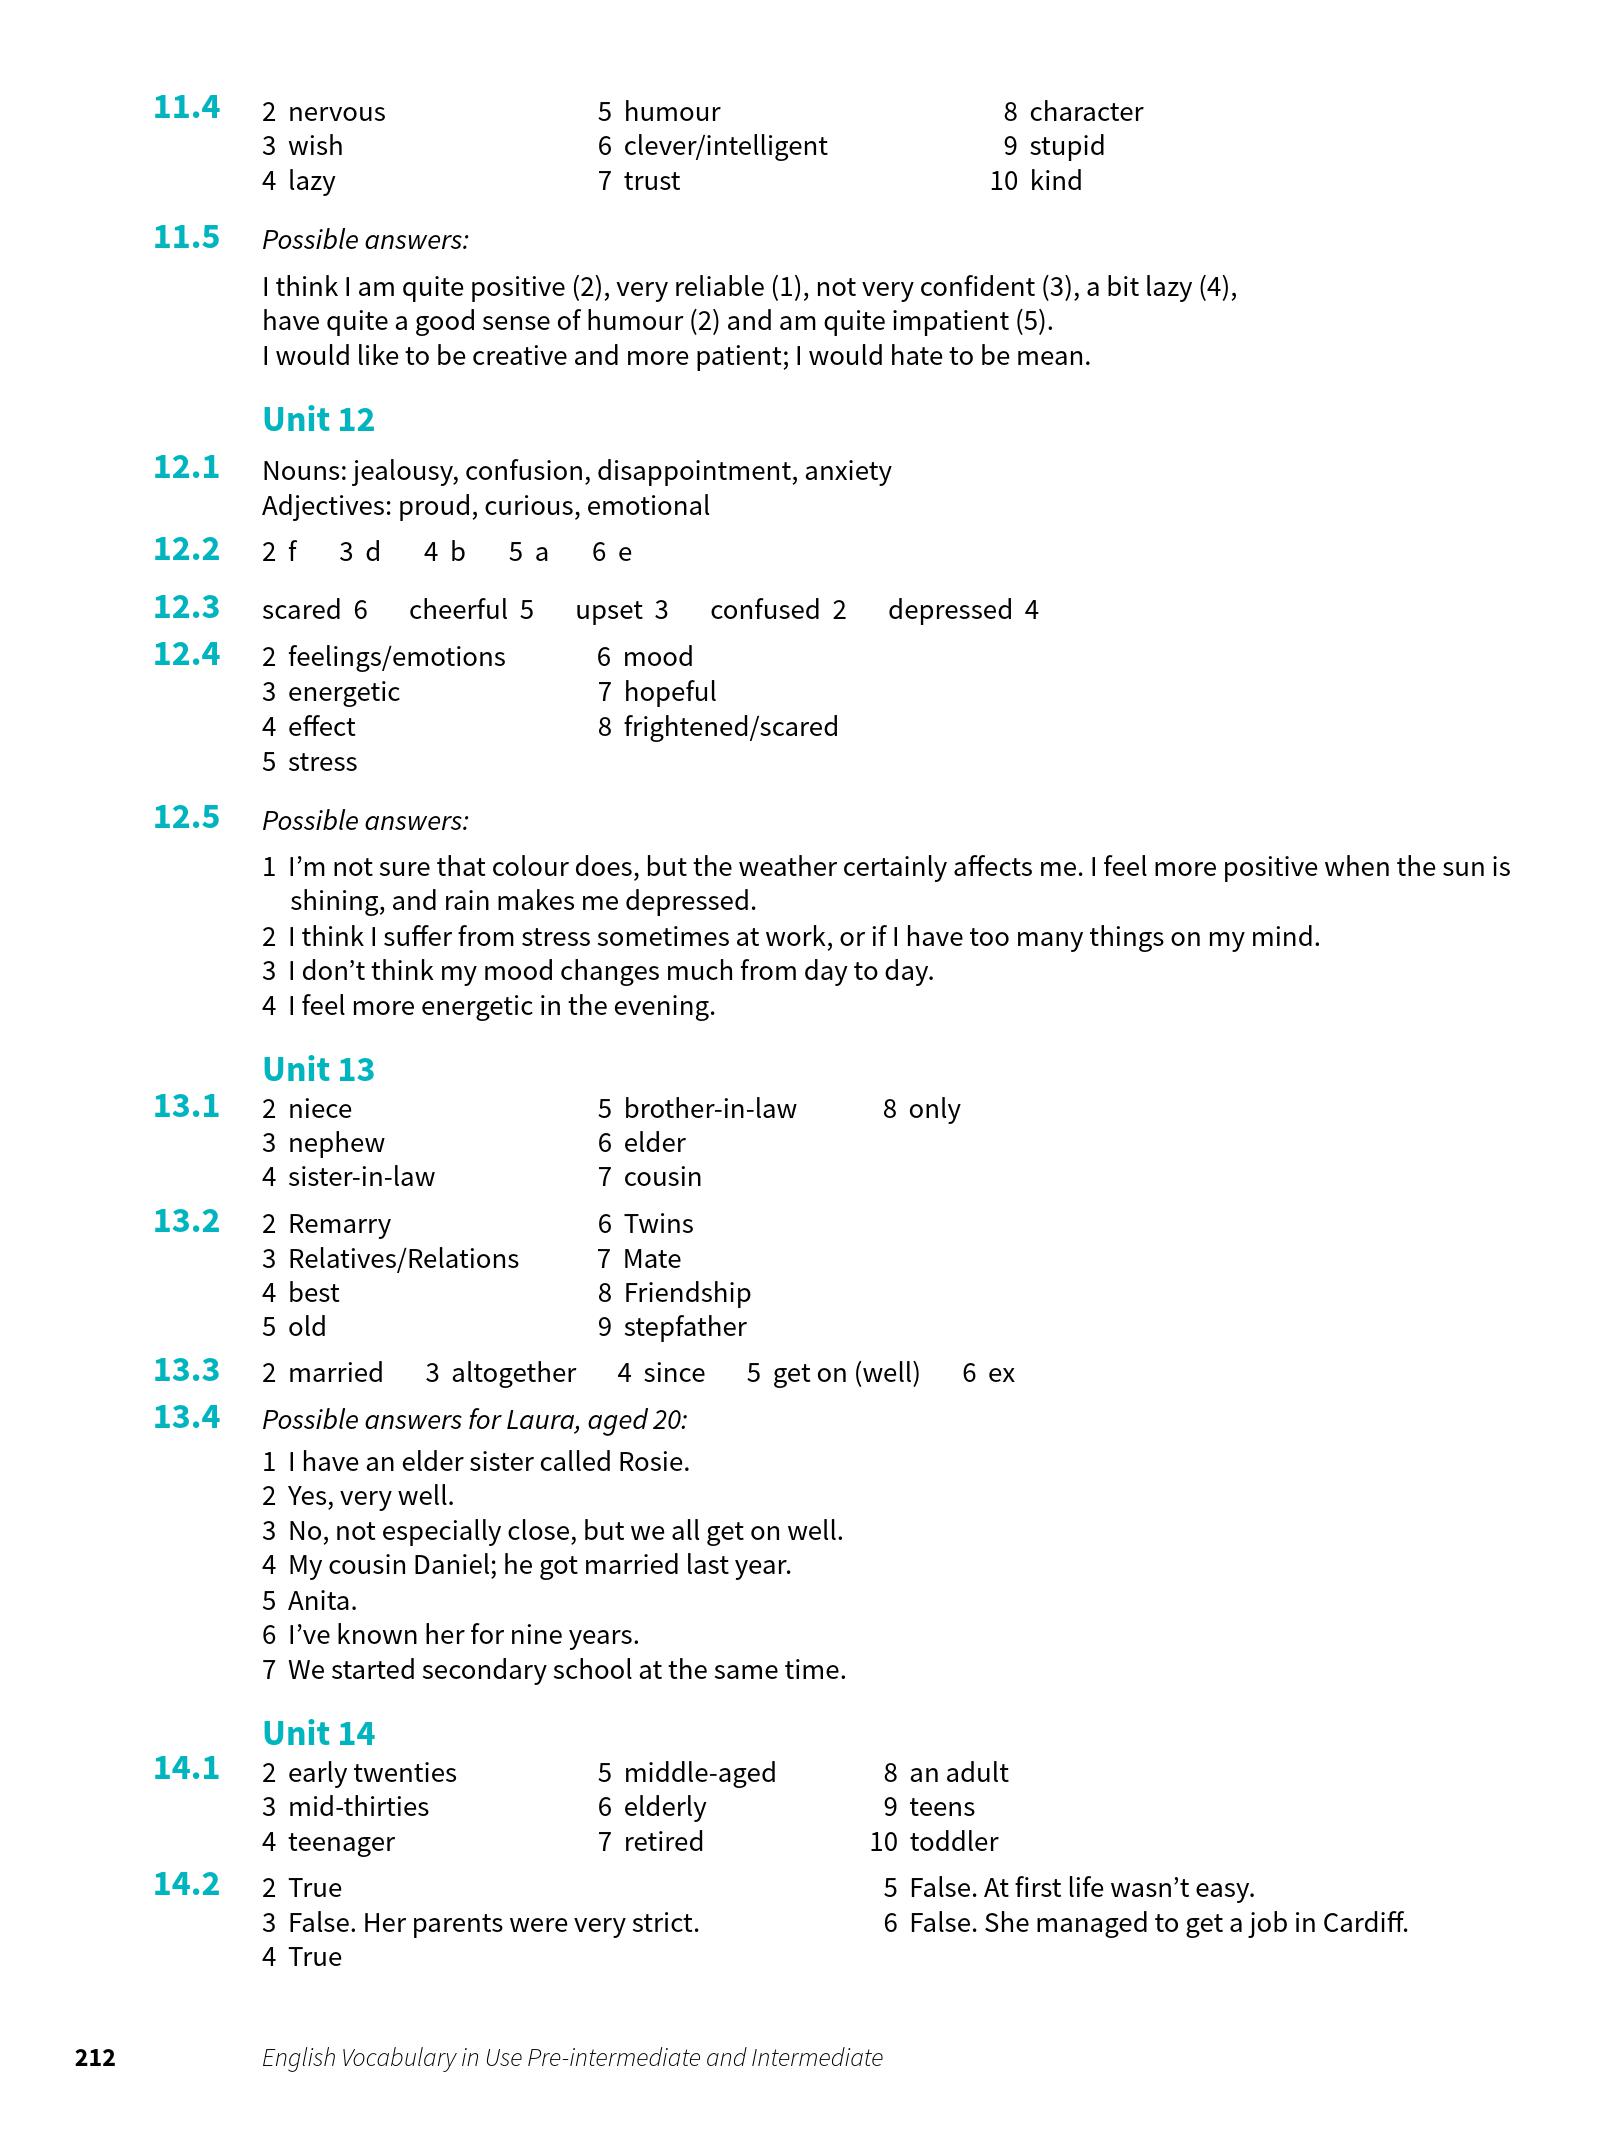 11.4 2 nervous 5 humour 8 character
3 wish 6 clever/intelligent 9 stupid
4 lazy 7 trust 10 kind
11.5 Possible answers:
I think I am quite positive (2), very reliable (1), not very confident (3), a bit lazy (4),
have quite a good sense of humour (2) and am quite impatient (5).
I would like to be creative and more patient; I would hate to be mean.
Unit 12
12.1 Nouns: jealousy, confusion, disappointment, anxiety
Adjectives: proud, curious, emotional
12.2 2 f 3 d 4 b 5 a 6 e
12.3 scared 6 cheerful 5 upset 3 confused 2 depressed 4
12.4 2 feelings/emotions 6 mood
3 energetic 7 hopeful
4 effect 8 frightened/scared
5 stress
12.5 Possible answers:
1 I’m not sure that colour does, but the weather certainly affects me. I feel more positive when the sun is
shining, and rain makes me depressed.
2 I think I suffer from stress sometimes at work, or if I have too many things on my mind.
3 I don’t think my mood changes much from day to day.
4 I feel more energetic in the evening.
Unit 13
13.1 2 niece 5 brother-in-law 8 only
3 nephew 6 elder
4 sister-in-law 7 cousin
13.2 2 Remarry 6 Twins
3 Relatives/Relations 7 Mate
4 best 8 Friendship
5 old 9 stepfather
13.3 2 married 3 altogether 4 since 5 get on (well) 6 ex
13.4 Possible answers for Laura, aged 20:
1 I have an elder sister called Rosie.
2 Yes, very well.
3 No, not especially close, but we all get on well.
4 My cousin Daniel; he got married last year.
5 Anita.
6 I’ve known her for nine years.
7 We started secondary school at the same time.
Unit 14
14.1 2 early twenties 5 middle-aged 8 an adult
3 mid-thirties 6 elderly 9 teens
4 teenager 7 retired 10 toddler
14.2 2 True 5 False. At first life wasn’t easy.
3 False. Her parents were very strict. 6 False. She managed to get a job in Cardiff.
4 True
212 English Vocabulary in Use Pre-intermediate and Intermediate